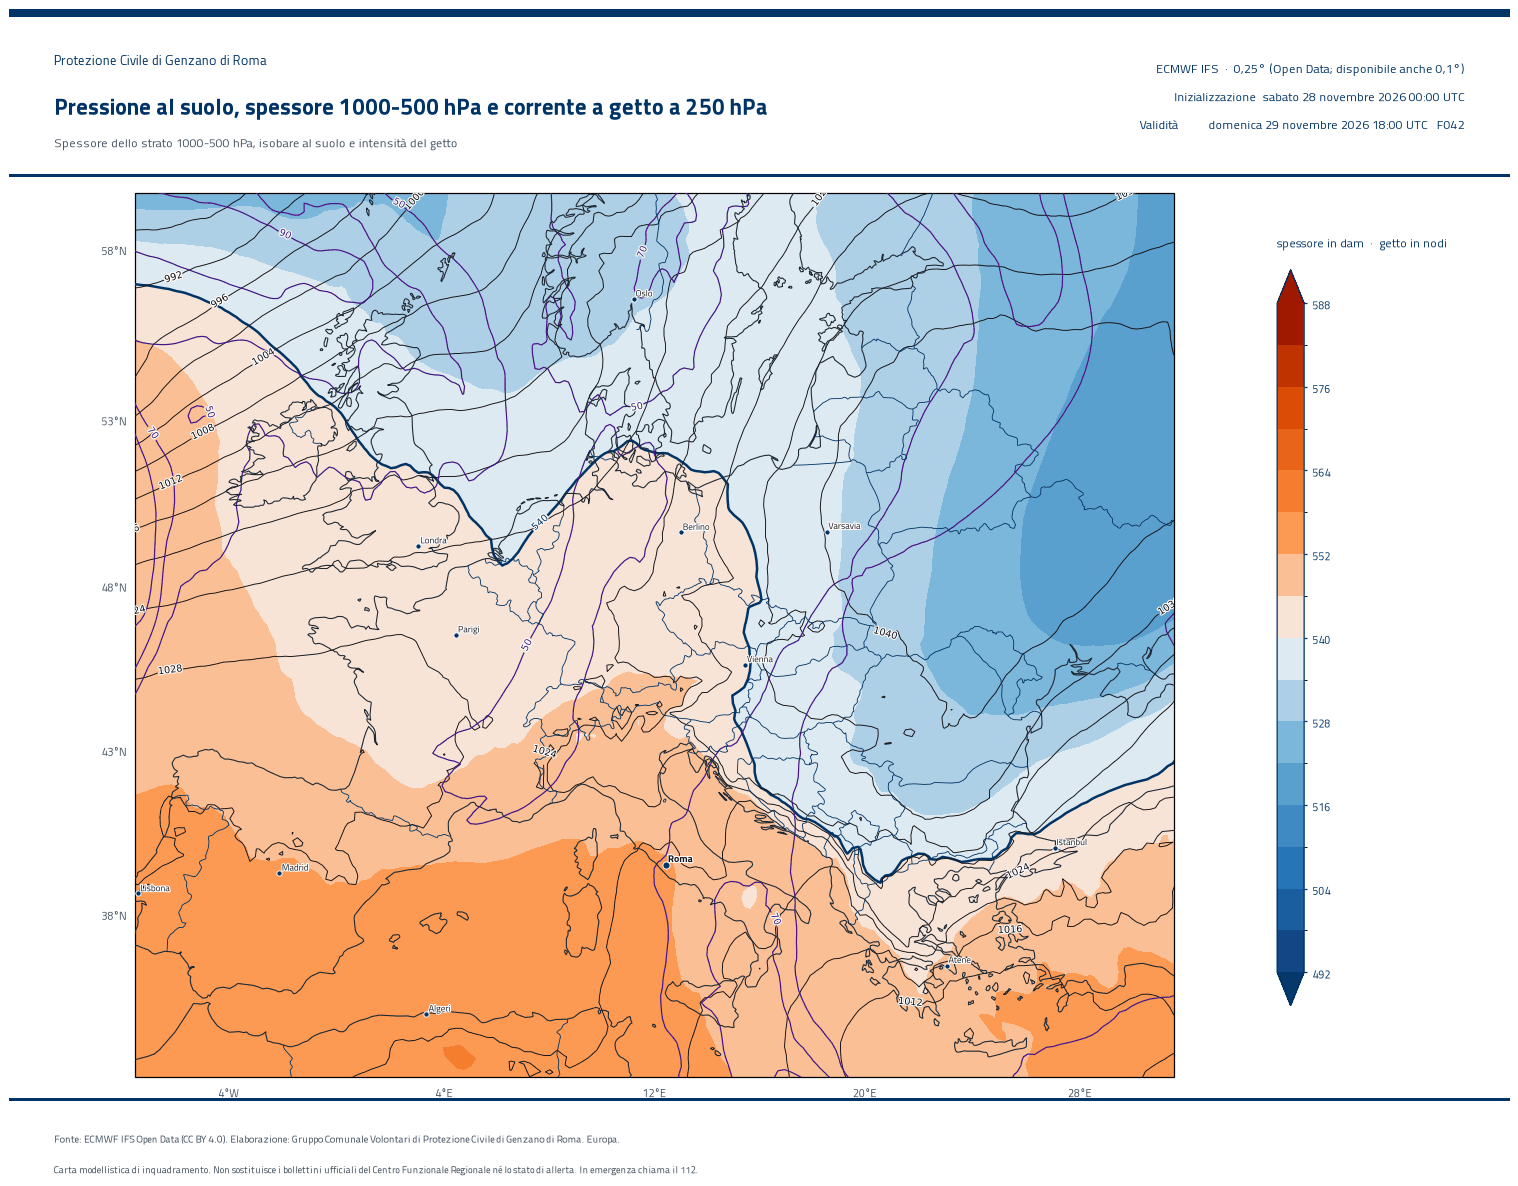 Protezione Civile di Genzano di Roma
Pressione al suolo, spessore 1000-500 hPa e corrente a getto a 250 hPa
Spessore dello strato 1000-500 hPa, isobare al suolo e intensità del getto
ECMWF IFS · 0,25° (Open Data; disponibile anche 0,1°)
Inizializzazione sabato 28 novembre 2026 00:00 UTC
Validità domenica 29 novembre 2026 18:00 UTC F042
spessore in dam · getto in nodi
588
576
564
552
540
528
516
504
492
58°N
53°N
48°N
43°N
38°N
4°W
4°E
12°E
20°E
28°E
50
1000
90
70
992
996
1004
50
70
1008
1012
50
540
1028
50
1024
1040
1024
1016
1012
70
Oslo
Londra
Berlino
Varsavia
Parigi
Vienna
Madrid
Lisbona
Roma
Istanbul
Atene
Algeri
Fonte: ECMWF IFS Open Data (CC BY 4.0). Elaborazione: Gruppo Comunale Volontari di Protezione Civile di Genzano di Roma. Europa.
Carta modellistica di inquadramento. Non sostituisce i bollettini ufficiali del Centro Funzionale Regionale né lo stato di allerta. In emergenza chiama il 112.